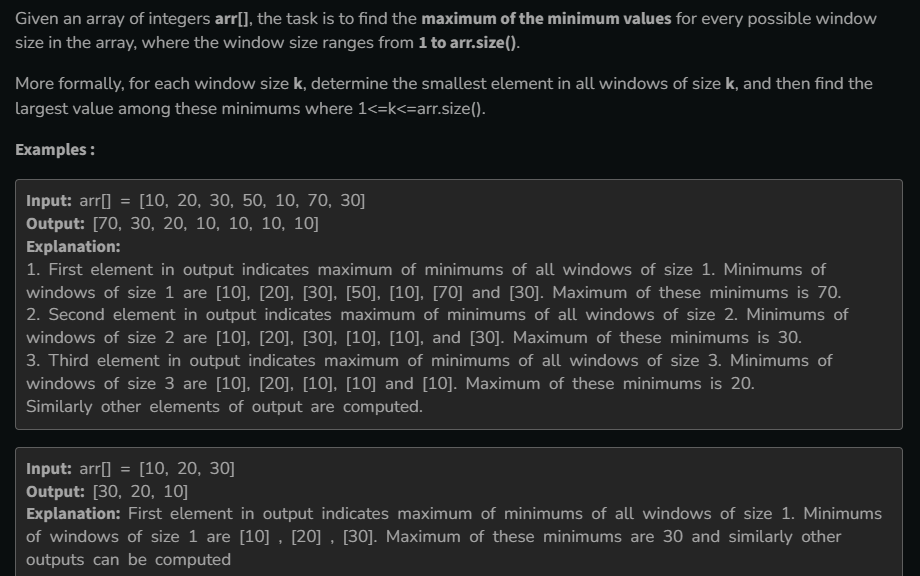 Given an array of integers arr[], the task is to find the maximum of the minimum values for every possible window
size in the array, where the window size ranges from 1 to arr.size().
More formally, for each window size k, determine the smallest element in all windows of size k, and then find the
largest value among these minimums where 1<=k<=arr.size().
Examples :
Input: arr[] = [10, 20, 30, 50, 10, 70, 30]
Output: [70, 30, 20, 10, 10, 10, 10]
Explanation:
1. First element in output indicates maximum of minimums of all windows of size 1. Minimums of
windows of size 1 are [10], [20], [30], [50], [10], [70] and [30]. Maximum of these minimums is 70.
2. Second element in output indicates maximum of minimums of all windows of size 2. Minimums of
windows of size 2 are [10], [20], [30], [10], [10], and [30]. Maximum of these minimums is 30.
3. Third element in output indicates maximum of minimums of all windows of size 3. Minimums of
windows of size 3 are [10], [20], [10], [10] and [10]. Maximum of these minimums is 20.
Similarly other elements of output are computed.
Input: arr[] = [10, 20, 30]
Output: [30, 20, 10]
Explanation: First element in output indicates maximum of minimums of all windows of size 1. Minimums
of windows of size 1 are [10] , [20] , [30]. Maximum of these minimums are 30 and similarly other
outputs can be computed